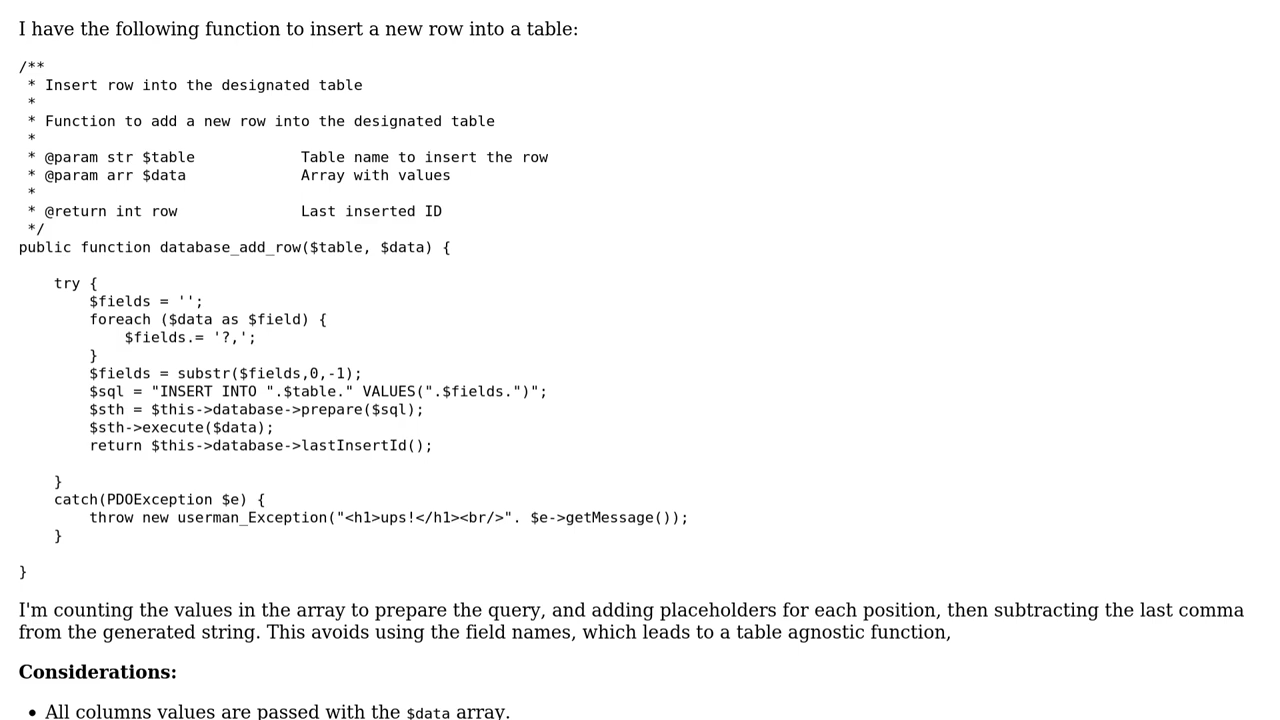 I have the following function to insert a new row into a table:
/**
 * Insert row into the designated table
 *
 * Function to add a new row into the designated table
 *
 * @param str $table            Table name to insert the row
 * @param arr $data             Array with values
 *
 * @return int row              Last inserted ID
 */
public function database_add_row($table, $data) {
    try {
        $fields = '';
        foreach ($data as $field) {
            $fields.= '?,';
        }
        $fields = substr($fields,0,-1);
        $sql = "INSERT INTO ".$table." VALUES(".$fields.")";
        $sth = $this->database->prepare($sql);
        $sth->execute($data);
        return $this->database->lastInsertId();
    }
    catch(PDOException $e) {
        throw new userman_Exception("<h1>ups!</h1><br/>". $e->getMessage());
    }
}
I'm counting the values in the array to prepare the query, and adding placeholders for each position, then subtracting the last comma
from the generated string. This avoids using the field names, which leads to a table agnostic function,
Considerations:
• All columns values are passed with the $data array.